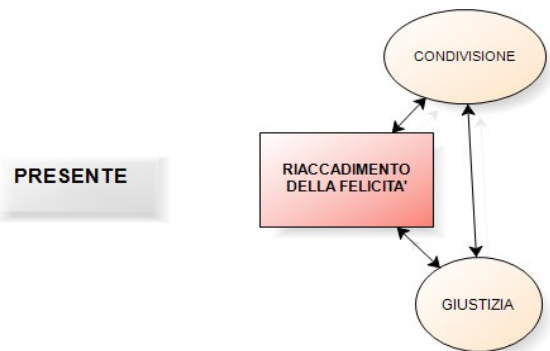 CONDIVISIONE
PRESENTE
RIACCADIMENTO
DELLA FELICITA'
GIUSTIZIA